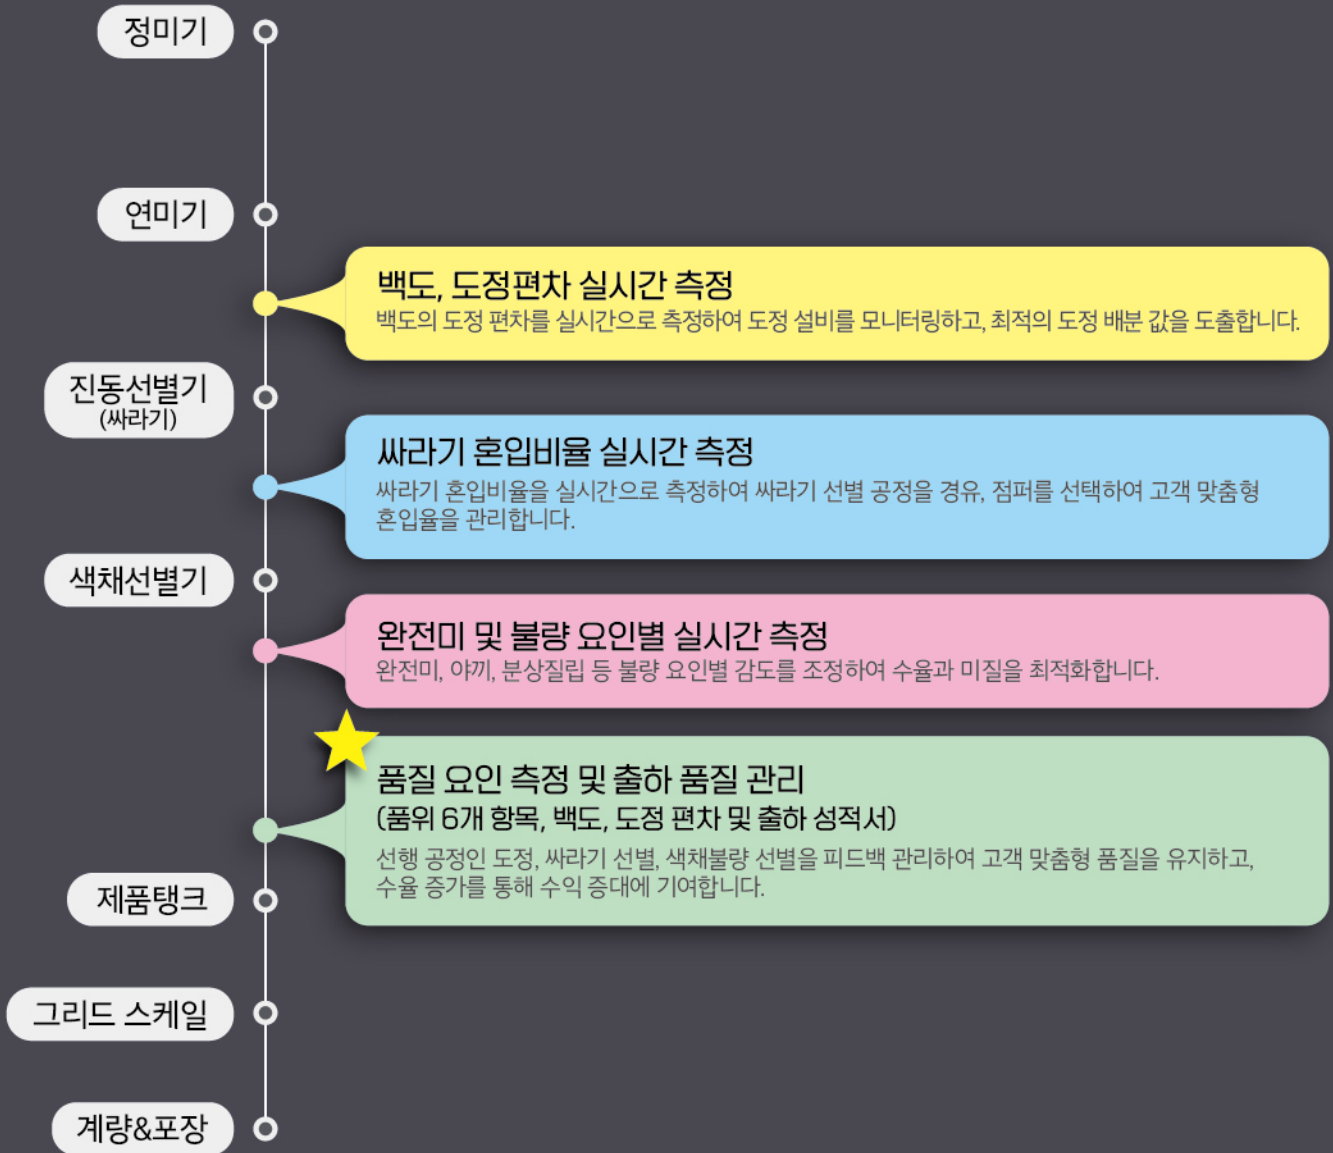 정미기
연미기
백도, 도정편차 실시간 측정
백도의 도정 편차를 실시간으로 측정하여 도정 설비를 모니터링하고, 최적의 도정 배분 값을 도출합니다.
진동선별기
(싸라기)
싸라기 혼입비율 실시간 측정
싸라기 혼입비율을 실시간으로 측정하여 싸라기 선별 공정을 경유, 점퍼를 선택하여 고객 맞춤형
혼입율을 관리합니다.
색채선별기
완전미 및 불량 요인별 실시간 측정
완전미, 야끼, 분상질립 등 불량 요인별 감도를 조정하여 수율과 미질을 최적화합니다.
품질 요인 측정 및 출하 품질 관리
(품위 6개 항목, 백도, 도정 편차 및 출하 성적서)
선행 공정인 도정, 싸라기 선별, 색채불량 선별을 피드백 관리하여 고객 맞춤형 품질을 유지하고,
수율 증가를 통해 수익 증대에 기여합니다.
제품탱크
그리드 스케일
계량&포장